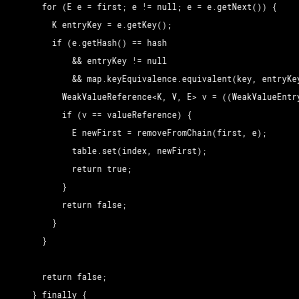 for (E e = first; e != null; e = e.getNext()) {
K entryKey = e.getKey();
if (e.getHash() == hash
&& entryKey != null
&& map.keyEquivalence.equivalent(key, entryKey
WeakValueReference<K, V, E> v = ((WeakValueEntry
if (v == valueReference) {
E newFirst = removeFromChain(first, e);
table.set(index, newFirst);
return true;
}
return false;
}
}
return false;
} finally {